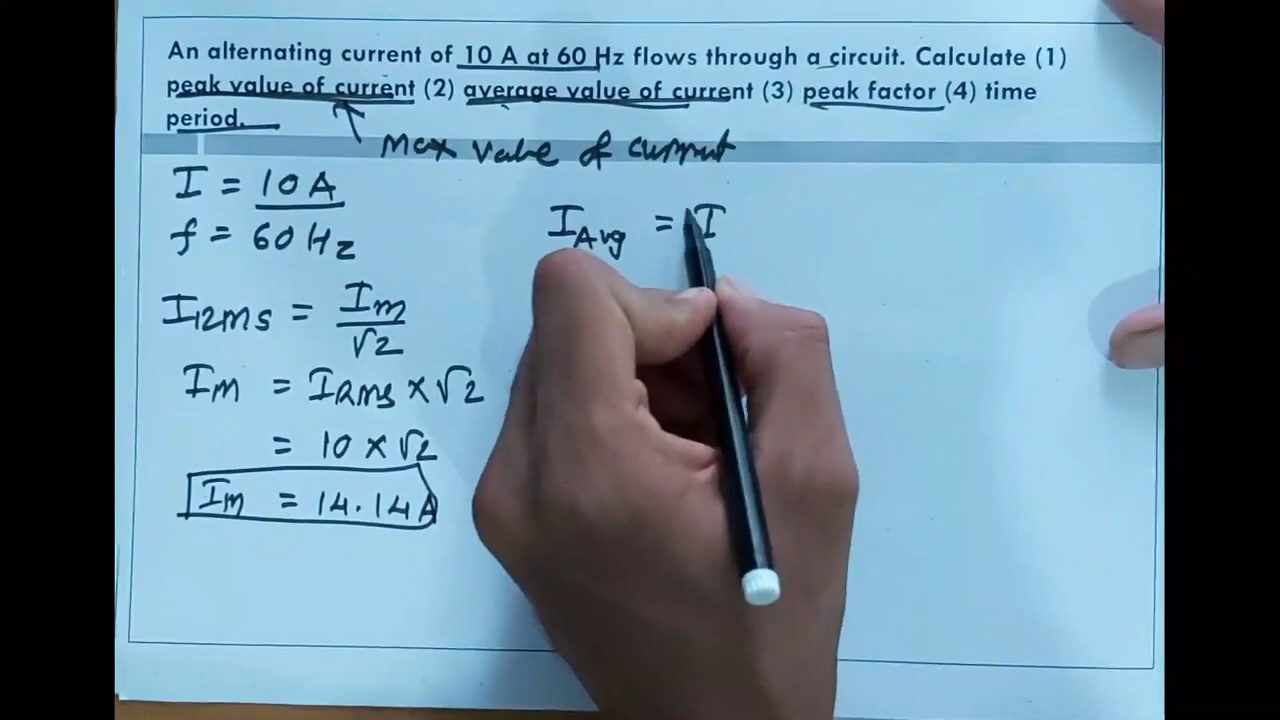 An alternating current of 10 A at 60 Hz flows through a circuit. Calculate (1)
peak value of current (2) average value of current (3) peak factor (4) time
period.
Max value of current
I = 10 A
f = 60 Hz
IRMS = Im/√2
Im = IRMS × √2
= 10 × √2
Im = 14.14A
IAvg = I